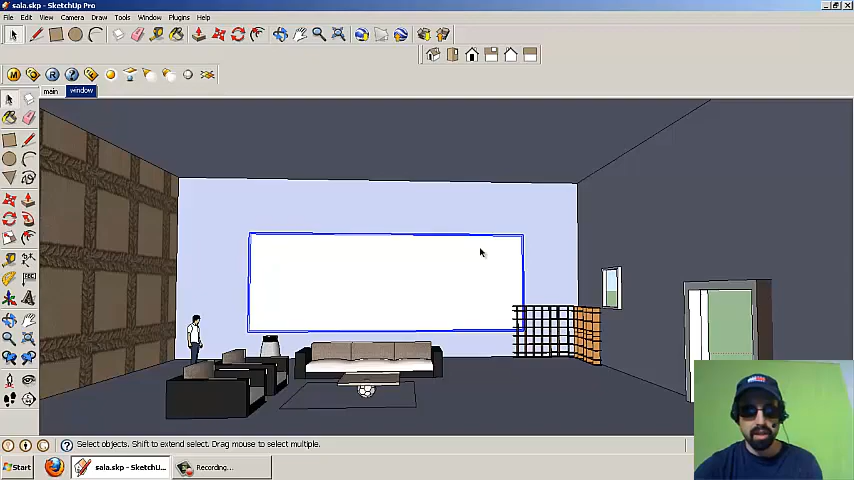 sala.skp - SketchUp Pro
File Edit View Camera Draw Tools Window Plugins Help
main window
Select objects. Shift to extend select. Drag mouse to select multiple.
Start sala.skp - SketchU... Recording...